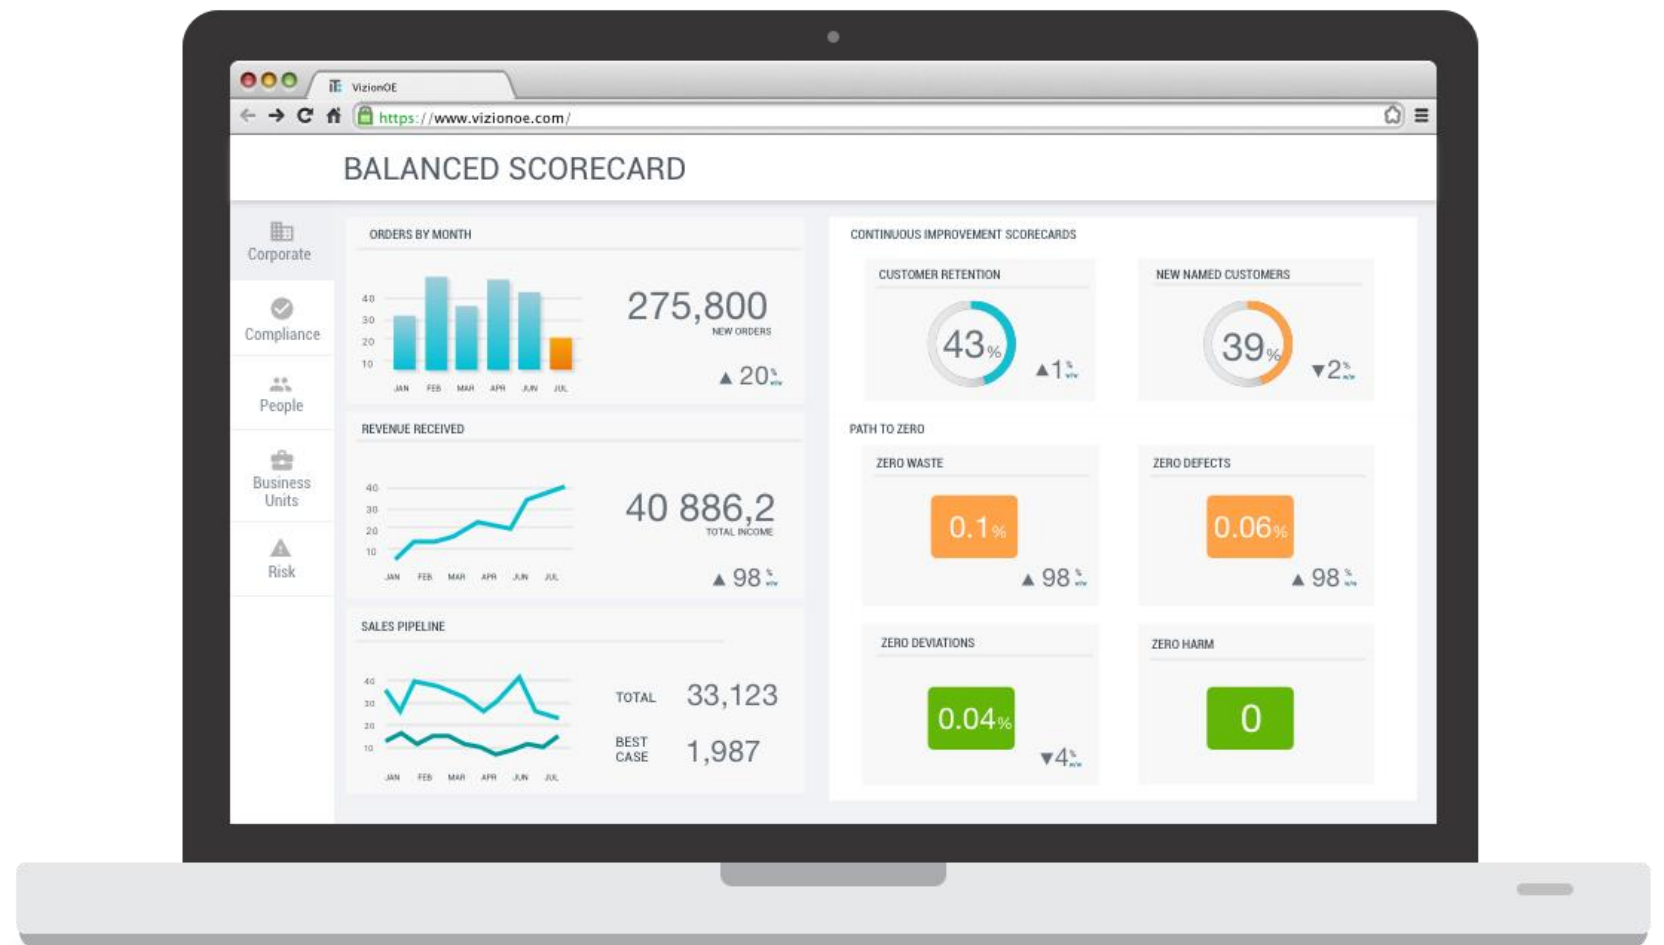 VizionOE
https://www.vizionoe.com/
BALANCED SCORECARD
Corporate
Compliance
People
Business
Units
Risk
ORDERS BY MONTH
40
30
20
10
JAN FEB MAR APR JUN JUL
275,800
NEW ORDERS
▲ 20%
REVENUE RECEIVED
40
30
20
10
JAN FEB MAR APR JUN JUL
40 886,2
TOTAL INCOME
▲ 98%
SALES PIPELINE
40
30
20
10
JAN FEB MAR APR JUN JUL
TOTAL 33,123
BEST
CASE 1,987
CONTINUOUS IMPROVEMENT SCORECARDS
CUSTOMER RETENTION
43%
▲1%
NEW NAMED CUSTOMERS
39%
▼2%
PATH TO ZERO
ZERO WASTE
0.1%
▲ 98%
ZERO DEFECTS
0.06%
▲ 98%
ZERO DEVIATIONS
0.04%
▼4%
ZERO HARM
0